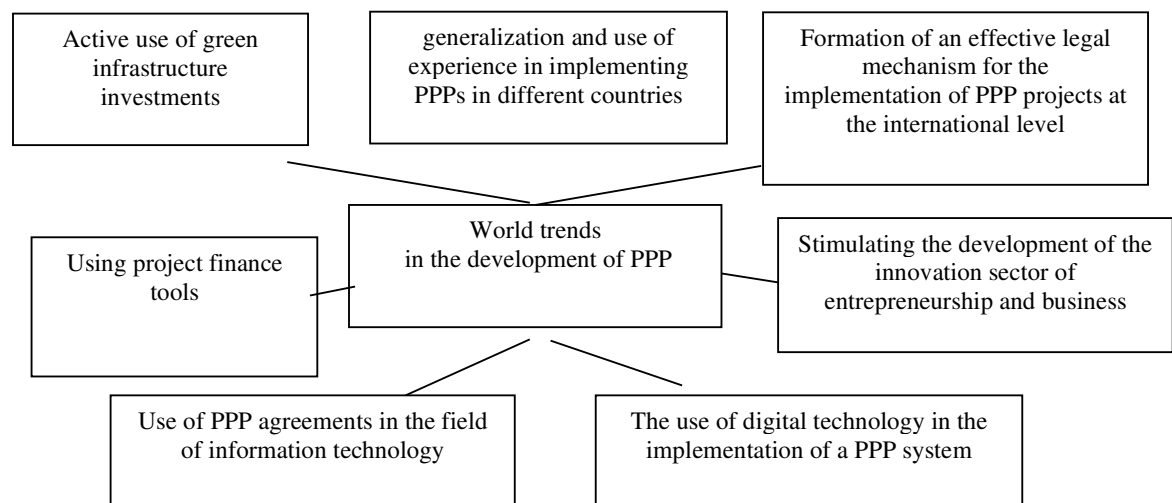 Active use of green
infrastructure
investments
generalization and use of
experience in implementing
PPPs in different countries
Formation of an effective legal
mechanism for the
implementation of PPP projects at
the international level
Using project finance
tools
World trends
in the development of PPP
Stimulating the development of the
innovation sector of
entrepreneurship and business
Use of PPP agreements in the field
of information technology
The use of digital technology in the
implementation of a PPP system